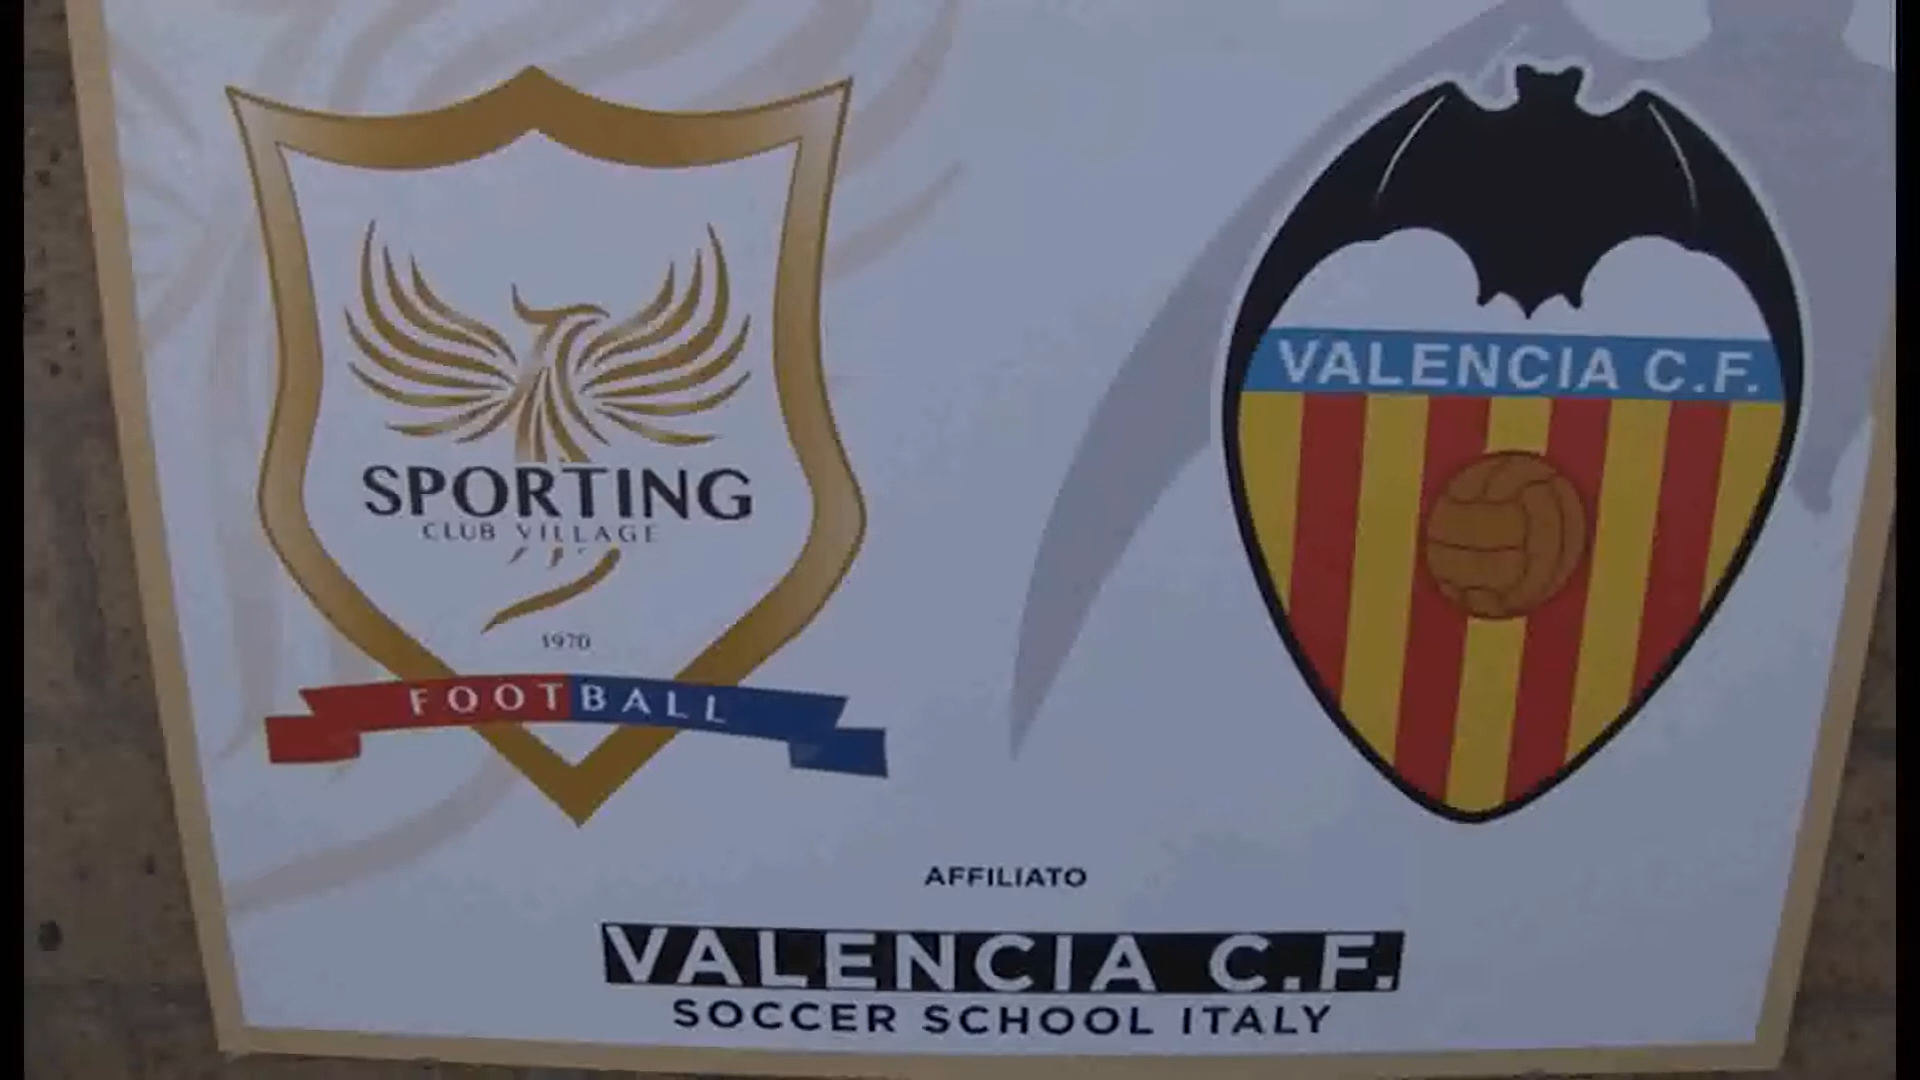 SPORTING
CLUB VILLAGE
1970
FOOTBALL
VALENCIA C.F.
AFFILIATO
VALENCIA C.F.
SOCCER SCHOOL ITALY